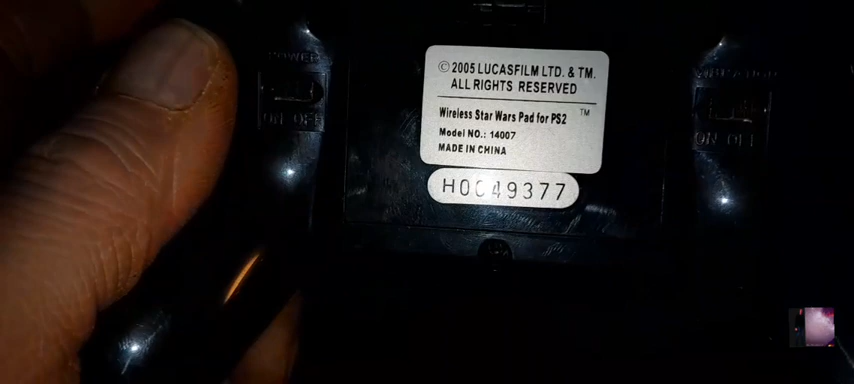 POWER
ON OFF
© 2005 LUCASFILM LTD. & TM.
ALL RIGHTS RESERVED
Wireless Star Wars Pad for PS2 ™
Model NO.: 14007
MADE IN CHINA
H0049377
VIBRATION
ON OFF